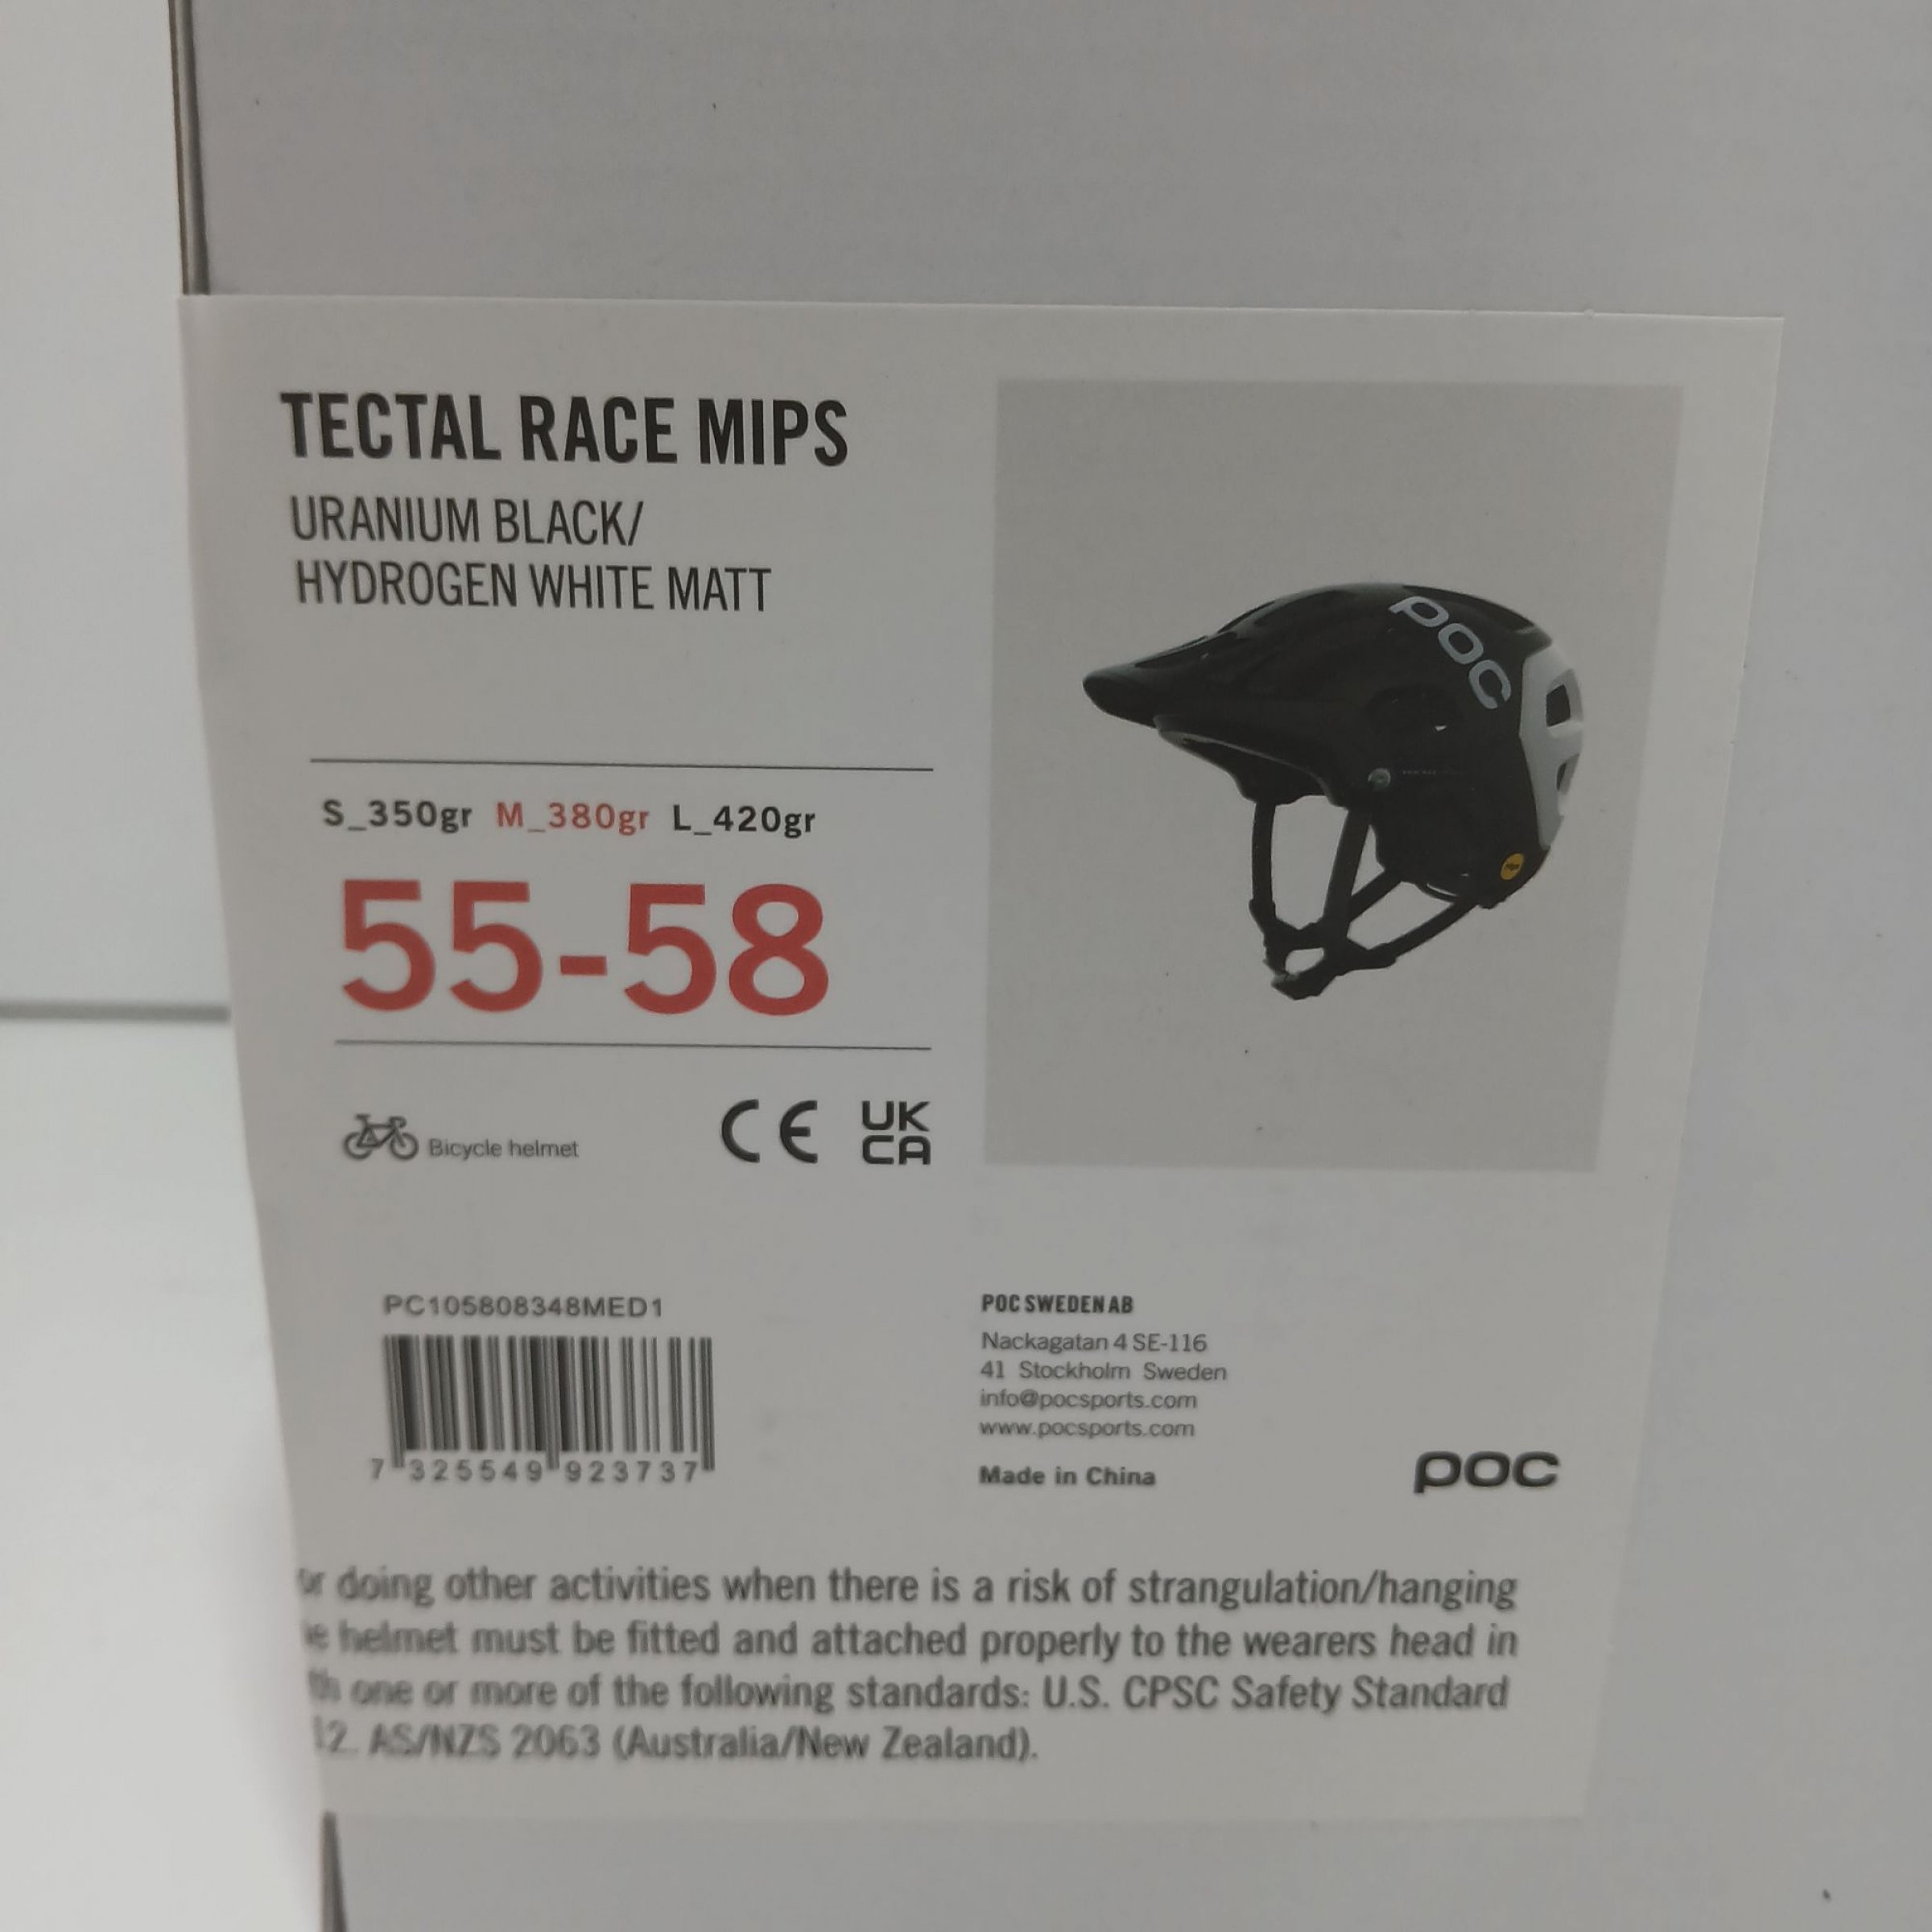 TECTAL RACE MIPS
URANIUM BLACK/
HYDROGEN WHITE MATT
S_350gr M_380gr L_420gr
55-58
Bicycle helmet
CE
UK
CA
POC
PC105808348MED1
7 325549 923737
POC SWEDEN AB
Nackagatan 4 SE-116
41 Stockholm Sweden
info@pocsports.com
www.pocsports.com
Made in China
POC
or doing other activities when there is a risk of strangulation/hanging
helmet must be fitted and attached properly to the wearers head in
one or more of the following standards: U.S. CPSC Safety Standard
12. AS/NZS 2063 (Australia/New Zealand).